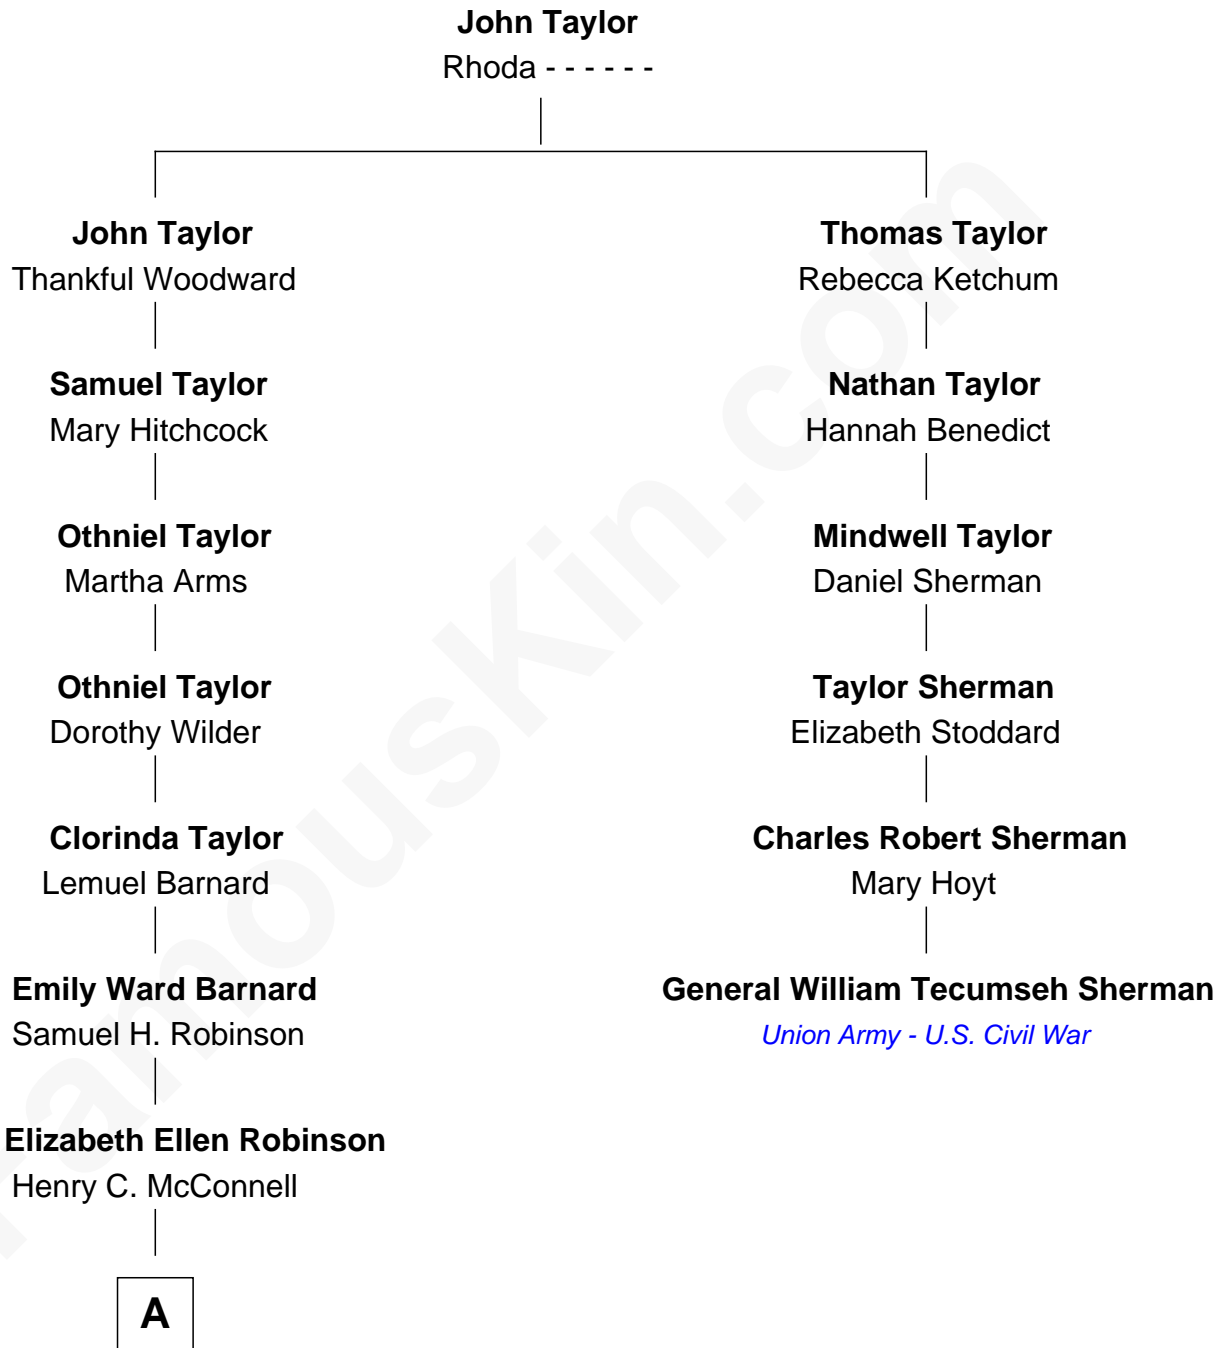 John Taylor
Rhoda - - - - - -
John Taylor
Thankful Woodward
Thomas Taylor
Rebecca Ketchum
Samuel Taylor
Mary Hitchcock
Nathan Taylor
Hannah Benedict
Othniel Taylor
Martha Arms
Mindwell Taylor
Daniel Sherman
Othniel Taylor
Dorothy Wilder
Taylor Sherman
Elizabeth Stoddard
Clorinda Taylor
Lemuel Barnard
Charles Robert Sherman
Mary Hoyt
Emily Ward Barnard
Samuel H. Robinson
General William Tecumseh Sherman
Union Army - U.S. Civil War
Elizabeth Ellen Robinson
Henry C. McConnell
A
FamousKin.com